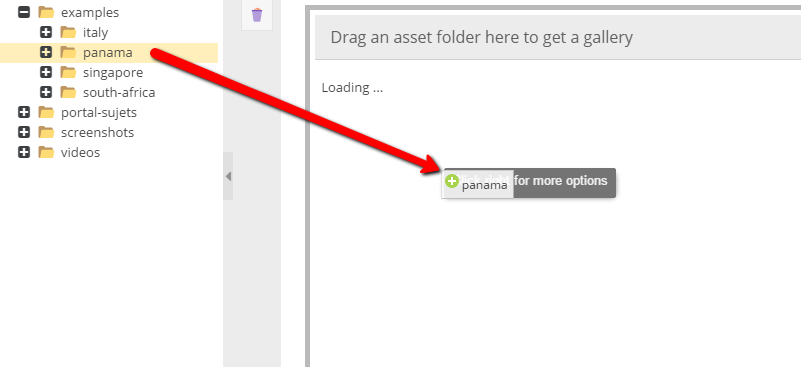 examples
italy
panama
singapore
south-africa
portal-sujets
screenshots
videos
Drag an asset folder here to get a gallery
Loading ...
panama
for more options